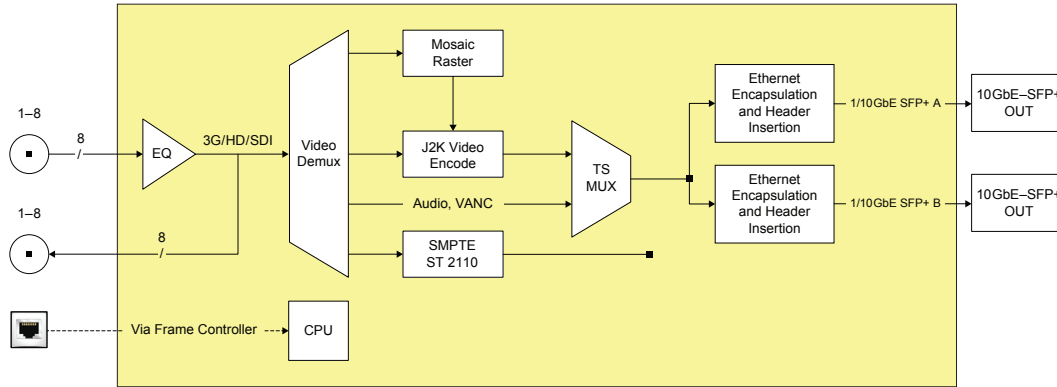 1–8
8
EQ
3G/HD/SDI
1–8
8
Video
Demux
Mosaic
Raster
J2K Video
Encode
Audio, VANC
SMPTE
ST 2110
TS
MUX
Ethernet
Encapsulation
and Header
Insertion
1/10GbE SFP+ A
10GbE–SFP+
OUT
Ethernet
Encapsulation
and Header
Insertion
1/10GbE SFP+ B
10GbE–SFP+
OUT
Via Frame Controller
CPU